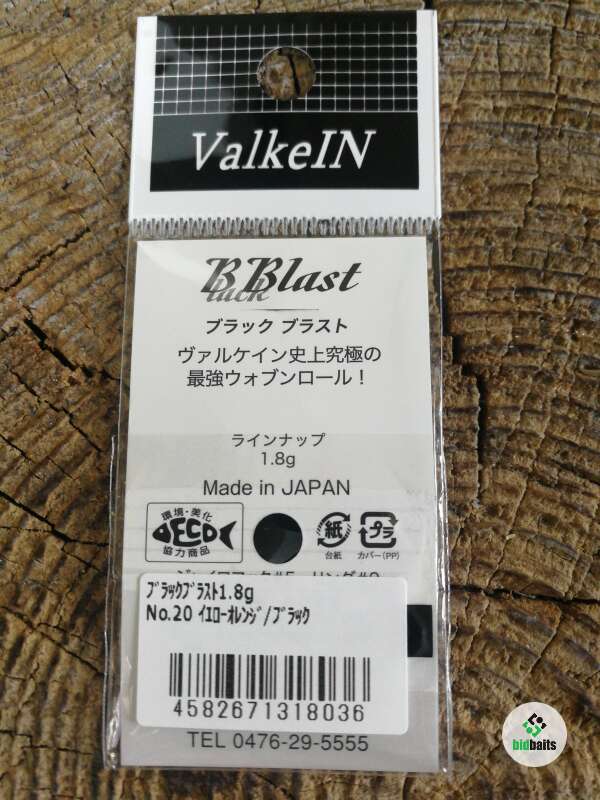 ValkeIN
Black Blast
ブラック ブラスト
ヴァルケイン史上究極の
最強ウォブンロール！
ラインナップ
1.8g
Made in JAPAN
環境・美化
ECO
協力商品
紙
台紙
プラ
カバー(PP)
ﾌﾞﾗｯｸﾌﾞﾗｽﾄ1.8g
No.20 ｲｴﾛｰｵﾚﾝｼﾞ/ﾌﾞﾗｯｸ
4582671318036
TEL 0476-29-5555
bidbaits